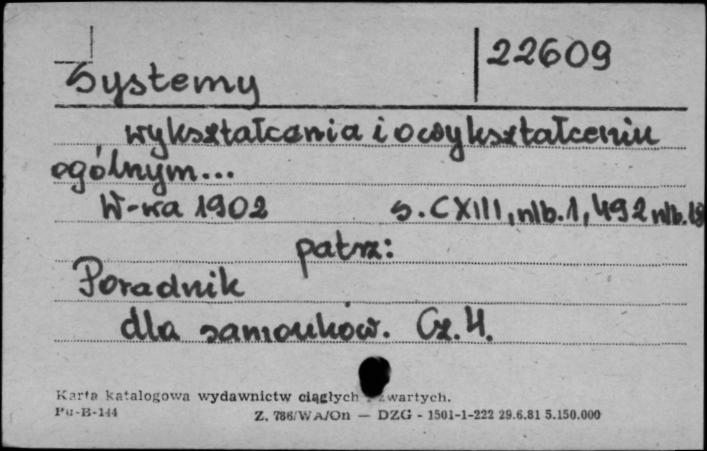 22609
Systemy
wykształcenia i o wykształceniu
ogólnym...
W-wa 1902 s. CXIII, nlb. 1, 492 nlb.
patrz:
Poradnik
dla samouków. Cz. 4.
Karta katalogowa wydawnictw ciągłych zwartych.
Pu-B-144 Z. 786/WA/On — DZG - 1501-1-222 29.6.81 5.150.000